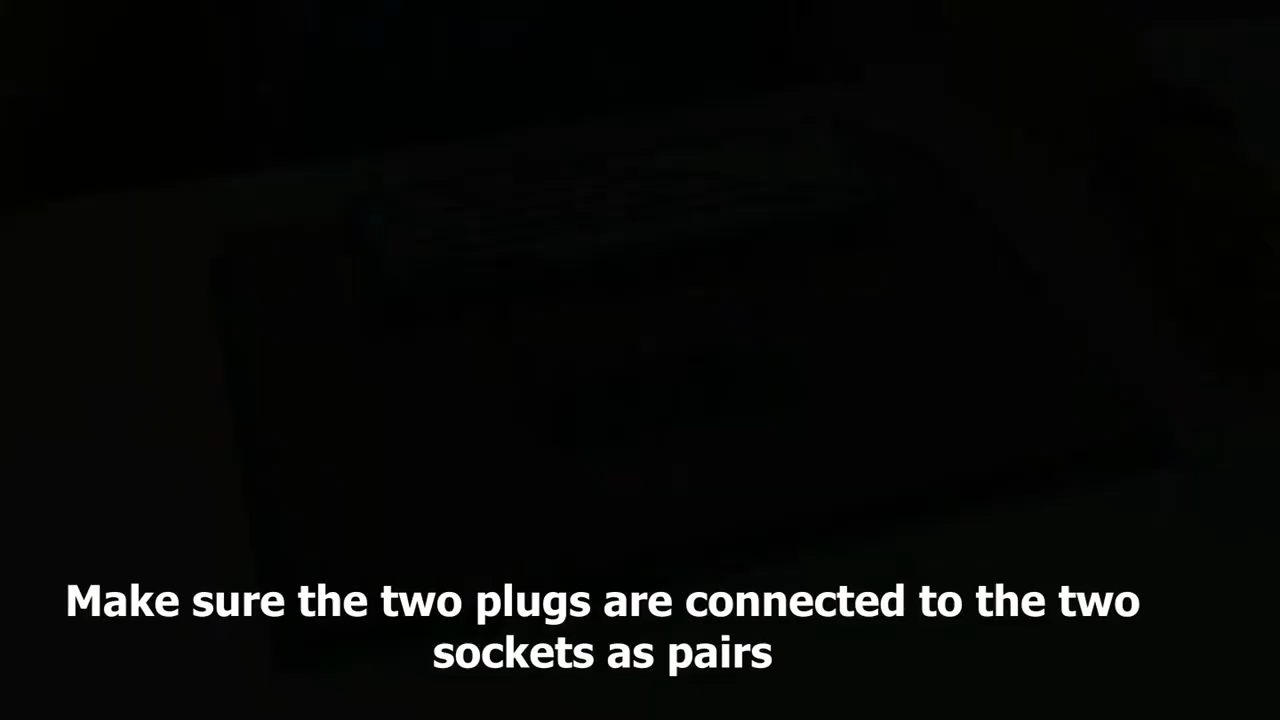 Make sure the two plugs are connected to the two
sockets as pairs